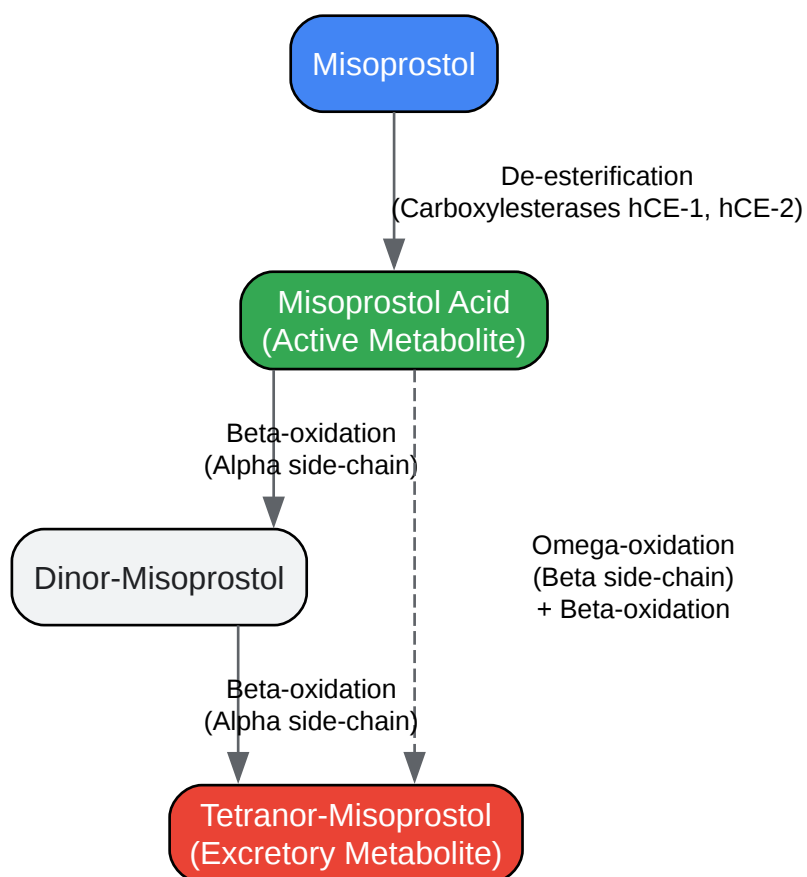 Misoprostol
De-esterification
(Carboxylesterases hCE-1, hCE-2)
Misoprostol Acid
(Active Metabolite)
Beta-oxidation
(Alpha side-chain)
Dinor-Misoprostol
Omega-oxidation
(Beta side-chain)
+ Beta-oxidation
Beta-oxidation
(Alpha side-chain)
Tetranor-Misoprostol
(Excretory Metabolite)